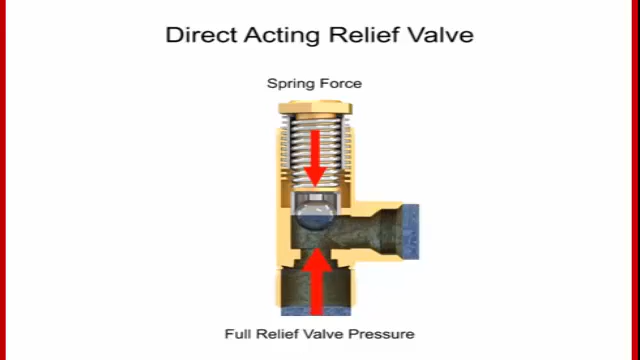 Direct Acting Relief Valve
Spring Force
Full Relief Valve Pressure